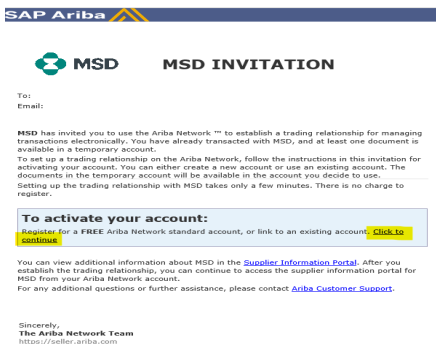 SAP Ariba
MSD MSD INVITATION
To:
Email:
MSD has invited you to use the Ariba Network ™ to establish a trading relationship for managing
transactions electronically. You have already transacted with MSD, and at least one document is
available in a temporary account.
To set up a trading relationship on the Ariba Network, follow the instructions in this invitation for
activating your account. You can either create a new account or use an existing account. The
documents in the temporary account will be available in the account you decide to use.
Setting up the trading relationship with MSD takes only a few minutes. There is no charge to
register.
To activate your account:
Register for a FREE Ariba Network standard account, or link to an existing account. Click to
continue
You can view additional information about MSD in the Supplier Information Portal. After you
establish the trading relationship, you can continue to access the supplier information portal for
MSD from your Ariba Network account.
For any additional questions or further assistance, please contact Ariba Customer Support.
Sincerely,
The Ariba Network Team
https://seller.ariba.com